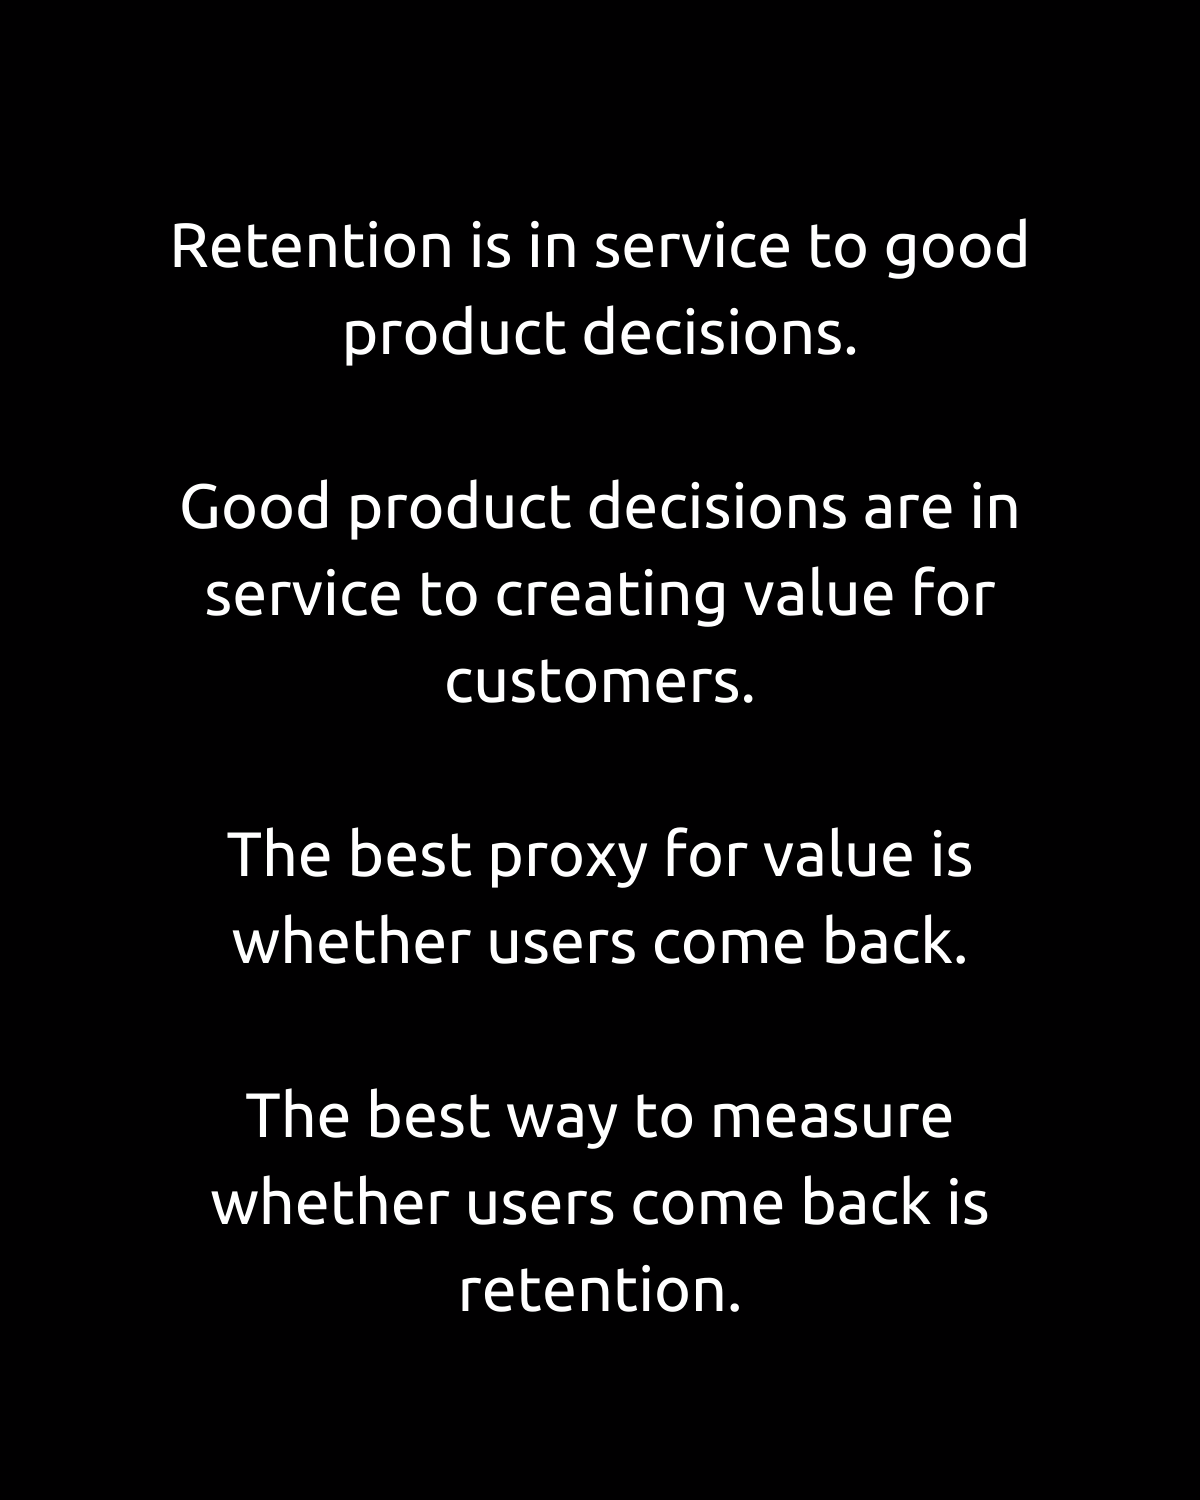 Retention is in service to good
product decisions.
Good product decisions are in
service to creating value for
customers.
The best proxy for value is
whether users come back.
The best way to measure
whether users come back is
retention.